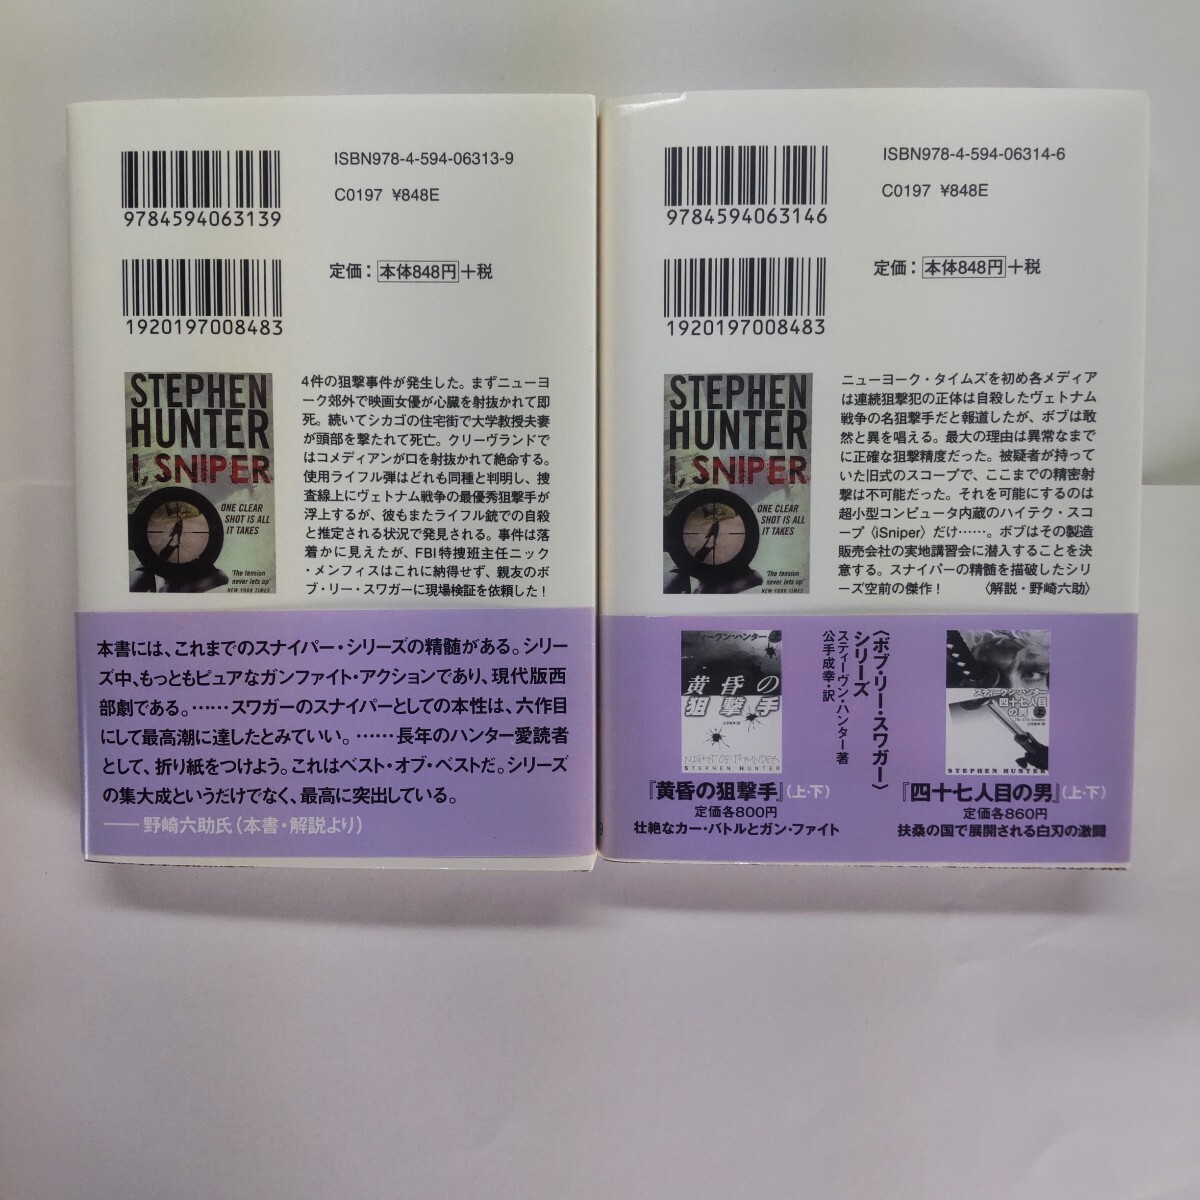 ISBN978-4-594-06313-9
C0197 ¥848E
9784594063139
定価：本体848円＋税
1920197008483
STEPHEN
HUNTER
I, SNIPER
ONE CLEAR
SHOT IS ALL
IT TAKES
'The tension
never lets up'
NEW YORK TIMES
4件の狙撃事件が発生した。まずニューヨ
ーク郊外で映画女優が心臓を射抜かれて即
死。続いてシカゴの住宅街で大学教授夫妻
が頭部を撃たれて死亡。クリーヴランドで
はコメディアンが口を射抜かれて絶命する。
使用ライフル弾はどれも同種と判明し、捜
査線上にヴェトナム戦争の最優秀狙撃手が
浮上するが、彼もまたライフル銃での自殺
と推定される状況で発見される。事件は落
着かに見えたが、FBI特捜班主任ニック
・メンフィスはこれに納得せず、親友のボ
ブ・リー・スワガーに現場検証を依頼した！
本書には、これまでのスナイパー・シリーズの精髄がある。シリー
ズ中、もっともピュアなガンファイト・アクションであり、現代版西
部劇である。……スワガーのスナイパーとしての本性は、六作目
にして最高潮に達したとみていい。……長年のハンター愛読者
として、折り紙をつけよう。これはベスト・オブ・ベストだ。シリーズ
の集大成というだけでなく、最高に突出している。
――野崎六助氏（本書・解説より）
ISBN978-4-594-06314-6
C0197 ¥848E
9784594063146
定価：本体848円＋税
1920197008483
STEPHEN
HUNTER
I, SNIPER
ONE CLEAR
SHOT IS ALL
IT TAKES
'The tension
never lets up'
NEW YORK TIMES
ニューヨーク・タイムズを初め各メディア
は連続狙撃犯の正体は自殺したヴェトナム
戦争の名狙撃手だと報道したが、ボブは敢
然と異を唱える。最大の理由は異常なまで
に正確な狙撃精度だった。被疑者が持って
いた旧式のスコープで、ここまでの精密射
撃は不可能だった。それを可能にするのは
超小型コンピュータ内蔵のハイテク・スコ
ープ〈iSniper〉だけ……。ボブはその製造
販売会社の実地講習会に潜入することを決
意する。スナイパーの精髄を描破したシリ
ーズ空前の傑作！　〈解説・野崎六助〉
〈ボブ・リー・スワガー〉
シリーズ
スティーヴン・ハンター著
公手成幸・訳
スティーヴン・ハンター 上
黄昏の
狙撃手
NIGHT OF THUNDER
STEPHEN HUNTER
『黄昏の狙撃手』（上・下）
定価各800円
壮絶なカー・バトルとガン・ファイト
スティーヴン・ハンター
四十七人目
の男 上
STEPHEN HUNTER
『四十七人目の男』（上・下）
定価各860円
扶桑の国で展開される白刃の激闘